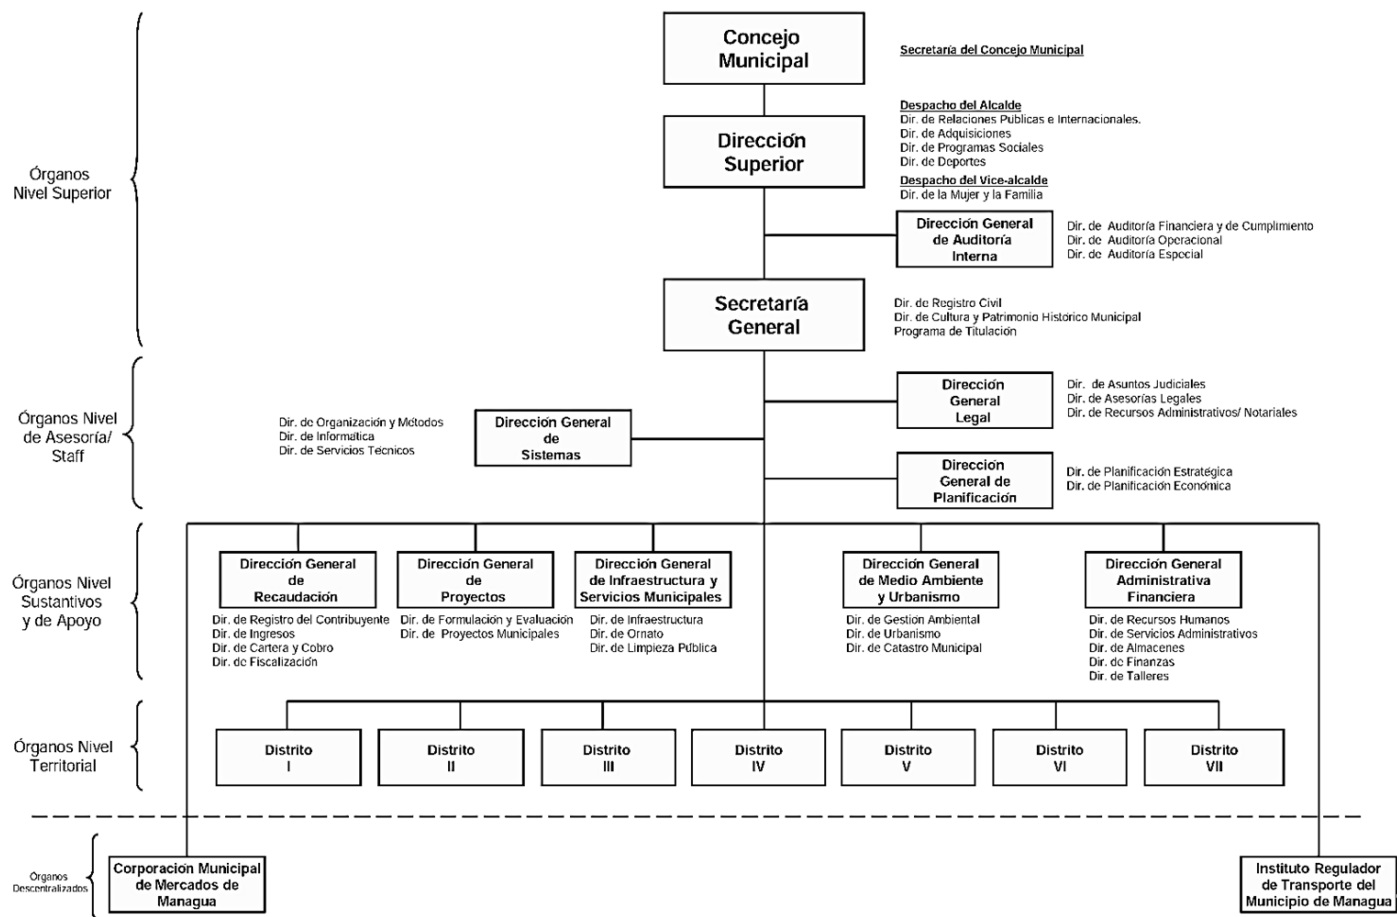 Concejo
Municipal
Secretaría del Concejo Municipal
Despacho del Alcalde
Dir. de Relaciones Públicas e Internacionales.
Dir. de Adquisiciones
Dir. de Programas Sociales
Dir. de Deportes
Dirección
Superior
Despacho del Vice-alcalde
Dir. de la Mujer y la Familia
Órganos
Nivel Superior
Dirección General
de Auditoría
Interna
Dir. de Auditoría Financiera y de Cumplimiento
Dir. de Auditoría Operacional
Dir. de Auditoría Especial
Secretaría
General
Dir. de Registro Civil
Dir. de Cultura y Patrimonio Histórico Municipal
Programa de Titulación
Órganos Nivel
de Asesoría/
Staff
Dir. de Organización y Métodos
Dir. de Informática
Dir. de Servicios Técnicos
Dirección General
de
Sistemas
Dirección
General
Legal
Dir. de Asuntos Judiciales
Dir. de Asesorías Legales
Dir. de Recursos Administrativos/ Notariales
Dirección
General de
Planificación
Dir. de Planificación Estratégica
Dir. de Planificación Económica
Órganos Nivel
Sustantivos
y de Apoyo
Dirección General
de
Recaudación
Dir. de Registro del Contribuyente
Dir. de Ingresos
Dir. de Cartera y Cobro
Dir. de Fiscalización
Dirección General
de
Proyectos
Dir. de Formulación y Evaluación
Dir. de Proyectos Municipales
Dirección General
de Infraestructura y
Servicios Municipales
Dir. de Infraestructura
Dir. de Ornato
Dir. de Limpieza Pública
Dirección General
de Medio Ambiente
y Urbanismo
Dir. de Gestión Ambiental
Dir. de Urbanismo
Dir. de Catastro Municipal
Dirección General
Administrativa
Financiera
Dir. de Recursos Humanos
Dir. de Servicios Administrativos
Dir. de Almacenes
Dir. de Finanzas
Dir. de Talleres
Órganos Nivel
Territorial
Distrito
I
Distrito
II
Distrito
III
Distrito
IV
Distrito
V
Distrito
VI
Distrito
VII
Órganos
Descentralizados
Corporación Municipal
de Mercados de
Managua
Instituto Regulador
de Transporte del
Municipio de Managua